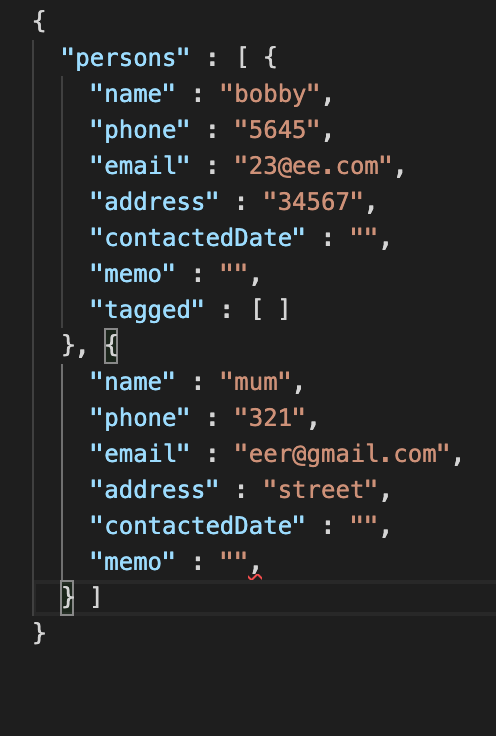 {
  "persons" : [ {
    "name" : "bobby",
    "phone" : "5645",
    "email" : "23@ee.com",
    "address" : "34567",
    "contactedDate" : "",
    "memo" : "",
    "tagged" : [ ]
  }, {
    "name" : "mum",
    "phone" : "321",
    "email" : "eer@gmail.com",
    "address" : "street",
    "contactedDate" : "",
    "memo" : "",
  } ]
}